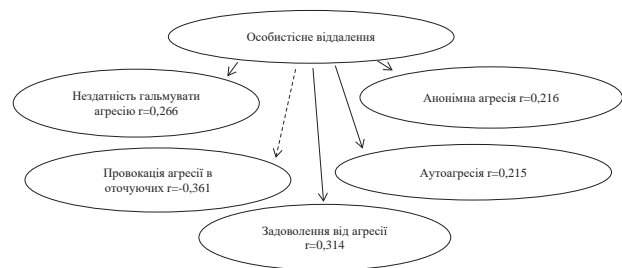 Особистісне віддалення
Нездатність гальмувати
агресію r=0,266
Анонімна агресія r=0,216
Провокація агресії в
оточуючих r=-0,361
Аутоагресія r=0,215
Задоволення від агресії
r=0,314